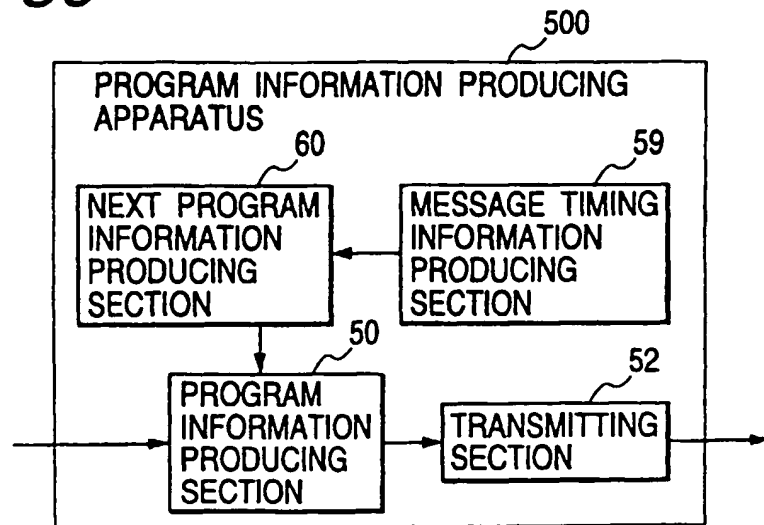 500
PROGRAM INFORMATION PRODUCING
APPARATUS
60
NEXT PROGRAM
INFORMATION
PRODUCING
SECTION
59
MESSAGE TIMING
INFORMATION
PRODUCING
SECTION
50
PROGRAM
INFORMATION
PRODUCING
SECTION
52
TRANSMITTING
SECTION